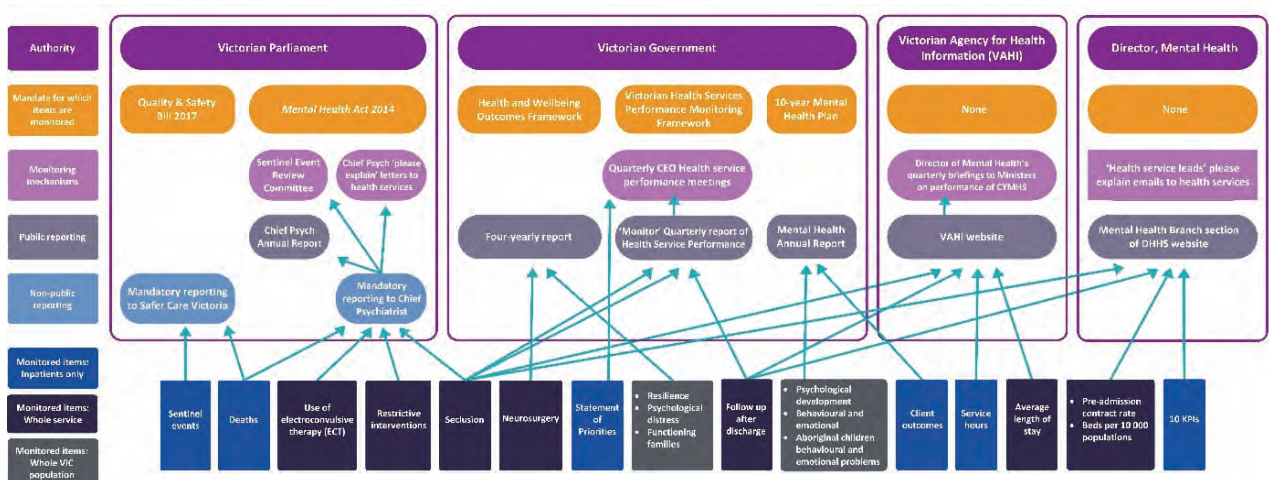 Authority
Victorian Parliament
Victorian Government
Victorian Agency for Health
Information (VAHI)
Director, Mental Health
Mandate for which
items are
monitored
Quality & Safety
Bill 2017
Mental Health Act 2014
Health and Wellbeing
Outcomes Framework
Victorian Health Services
Performance Monitoring
Framework
10-year Mental
Health Plan
None
None
Monitoring
mechanisms
Sentinel Event
Review
Committee
Chief Psych 'please
explain' letters to
health services
Quarterly CEO Health service
performance meetings
Director of Mental Health's
quarterly briefings to Ministers
on performance of CYMHS
'Health service leads' please
explain emails to health services
Public reporting
Chief Psych
Annual Report
Four-yearly report
'Monitor' Quarterly report of
Health Service Performance
Mental Health
Annual Report
VAHI website
Mental Health Branch section
of DHHS website
Non-public
reporting
Mandatory reporting
to Safer Care Victoria
Mandatory
reporting to Chief
Psychiatrist
Monitored items:
Inpatients only
Monitored items:
Whole service
Monitored items:
Whole VIC
population
Sentinel
events
Deaths
Use of
electroconvulsive
therapy (ECT)
Restrictive
interventions
Seclusion
Neurosurgery
Statement
of
Priorities
• Resilience
• Psychological
distress
• Functioning
families
Follow up
after
discharge
• Psychological
development
• Behavioural and
emotional
• Aboriginal children
behavioural and
emotional problems
Client
outcomes
Service
hours
Average
length of
stay
• Pre-admission
contract rate
• Beds per 10 000
populations
10 KPIs